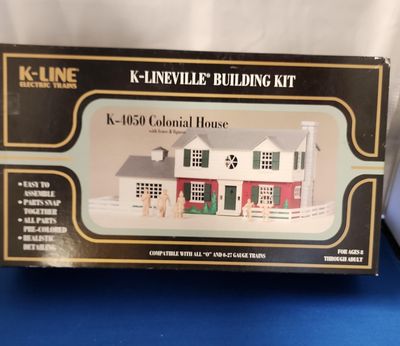 K-LINE®
ELECTRIC TRAINS
K-LINEVILLE® BUILDING KIT
K-4050 Colonial House
with fence & figures
• EASY TO
ASSEMBLE
• PARTS SNAP
TOGETHER
• ALL PARTS
PRE-COLORED
• REALISTIC
DETAILING
COMPATIBLE WITH ALL "O" AND 0-27 GAUGE TRAINS
FOR AGES 8
THROUGH ADULT